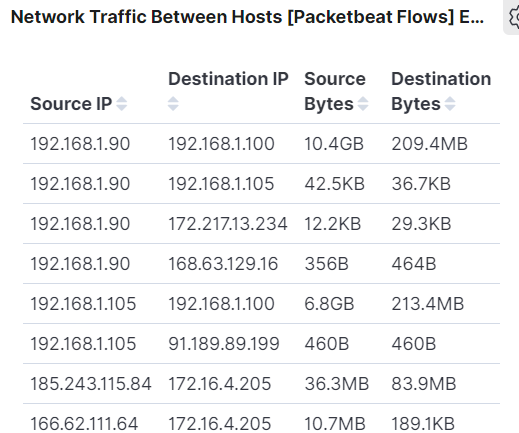 Network Traffic Between Hosts [Packetbeat Flows] E...
Destination IP Source Destination
Source IP Bytes Bytes
192.168.1.90 192.168.1.100 10.4GB 209.4MB
192.168.1.90 192.168.1.105 42.5KB 36.7KB
192.168.1.90 172.217.13.234 12.2KB 29.3KB
192.168.1.90 168.63.129.16 356B 464B
192.168.1.105 192.168.1.100 6.8GB 213.4MB
192.168.1.105 91.189.89.199 460B 460B
185.243.115.84 172.16.4.205 36.3MB 83.9MB
166.62.111.64 172.16.4.205 10.7MB 189.1KB